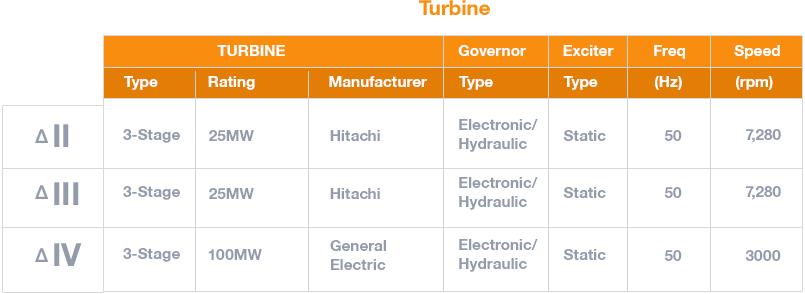 Turbine
TURBINE Governor Exciter Freq Speed
Type Rating Manufacturer Type Type (Hz) (rpm)
Δ II 3-Stage 25MW Hitachi Electronic/ Static 50 7,280
Hydraulic
Δ III 3-Stage 25MW Hitachi Electronic/ Static 50 7,280
Hydraulic
Δ IV 3-Stage 100MW General Electronic/ Static 50 3000
Electric Hydraulic